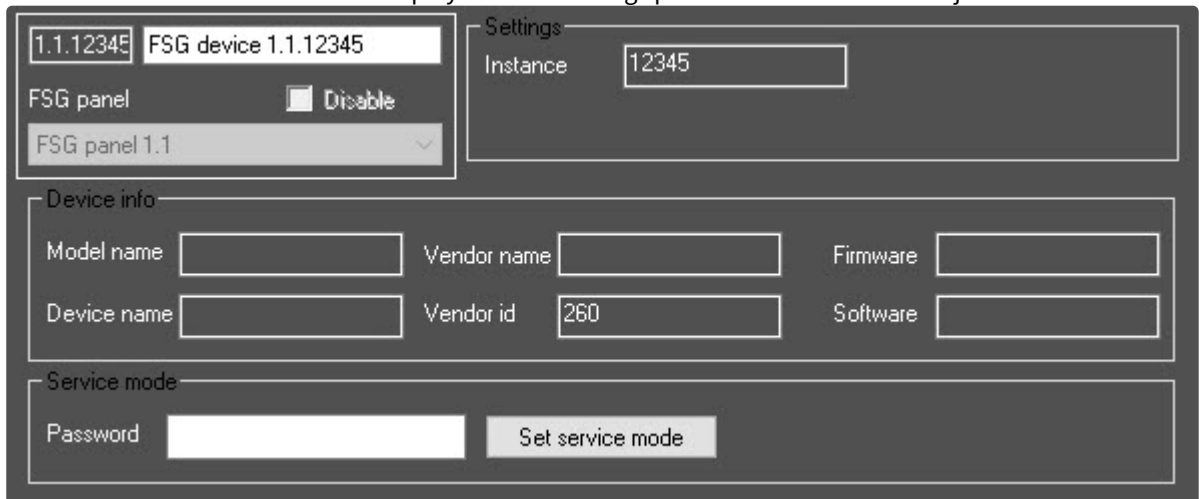 1.1.12345 FSG device 1.1.12345
FSG panel Disable
FSG panel 1.1
Settings
Instance 12345
Device info
Model name Vendor name Firmware
Device name Vendor id 260 Software
Service mode
Password Set service mode